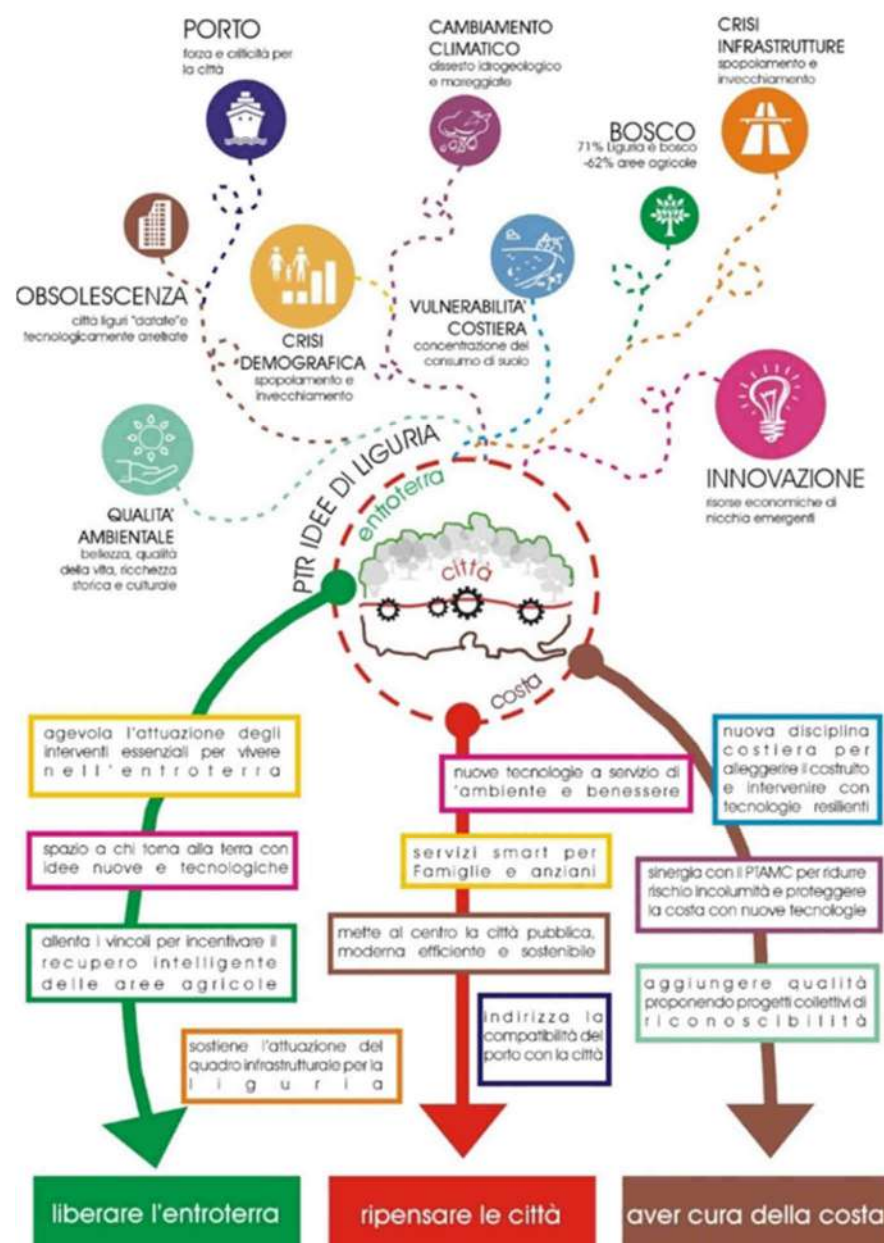 PORTO
forza e criticità per
la città
CAMBIAMENTO
CLIMATICO
dissesto idrogeologico
e mareggiate
CRISI
INFRASTRUTTURE
spopolamento e
invecchiamento
BOSCO
71% Liguria è bosco
-62% aree agricole
OBSOLESCENZA
città liguri "datate"e
tecnologicamente arretrate
CRISI
DEMOGRAFICA
spopolamento e
invecchiamento
VULNERABILITA'
COSTIERA
concentrazione del
consumo di suolo
INNOVAZIONE
risorse economiche di
nicchia emergenti
QUALITA'
AMBIENTALE
bellezza, qualità
della vita, ricchezza
storica e culturale
PTR IDEE DI LIGURIA
entroterra
città
costa
agevola l'attuazione degli
interventi essenziali per vivere
nell'entroterra
spazio a chi torna alla terra con
idee nuove e tecnologiche
allenta i vincoli per incentivare il
recupero intelligente
delle aree agricole
sostiene l'attuazione del
quadro infrastrutturale per la
liguria
nuove tecnologie a servizio di
'ambiente e benessere
servizi smart per
Famiglie e anziani
mette al centro la città pubblica,
moderna efficiente e sostenibile
indirizza la
compatibilità del
porto con la città
nuova disciplina
costiera per
alleggerire il costruito
e intervenire con
tecnologie resilienti
sinergia con il PTAMC per ridurre
rischio incolumità e proteggere
la costa con nuove tecnologie
aggiungere qualità
proponendo progetti collettivi di
riconoscibilità
liberare l'entroterra
ripensare le città
aver cura della costa